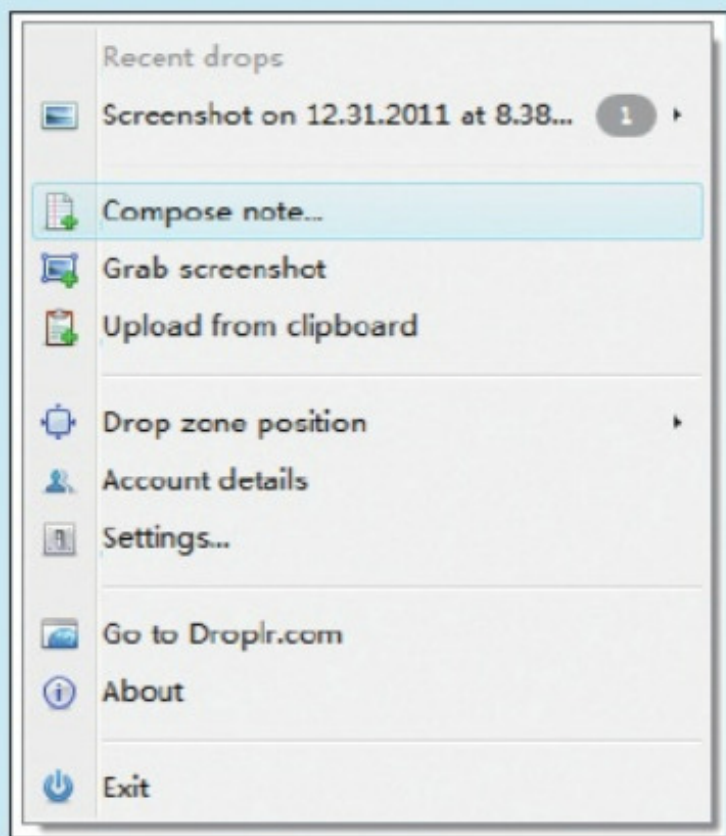 Recent drops
Screenshot on 12.31.2011 at 8.38... 1
Compose note...
Grab screenshot
Upload from clipboard
Drop zone position
Account details
Settings...
Go to Droplr.com
About
Exit